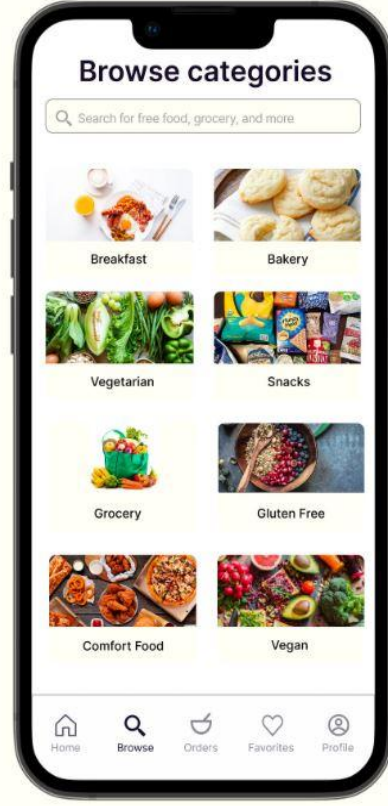 Browse categories
Search for free food, grocery, and more
Breakfast
Bakery
Vegetarian
Snacks
Grocery
Gluten Free
Comfort Food
Vegan
Home
Browse
Orders
Favorites
Profile